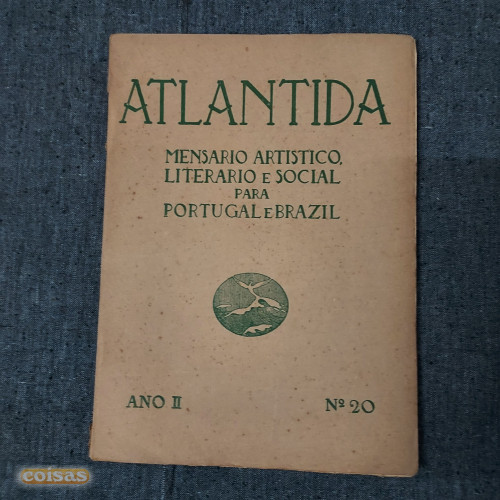 ATLANTIDA
MENSARIO ARTISTICO,
LITERARIO E SOCIAL
PARA
PORTUGAL E BRAZIL
ANO II
Nº 20
coisas